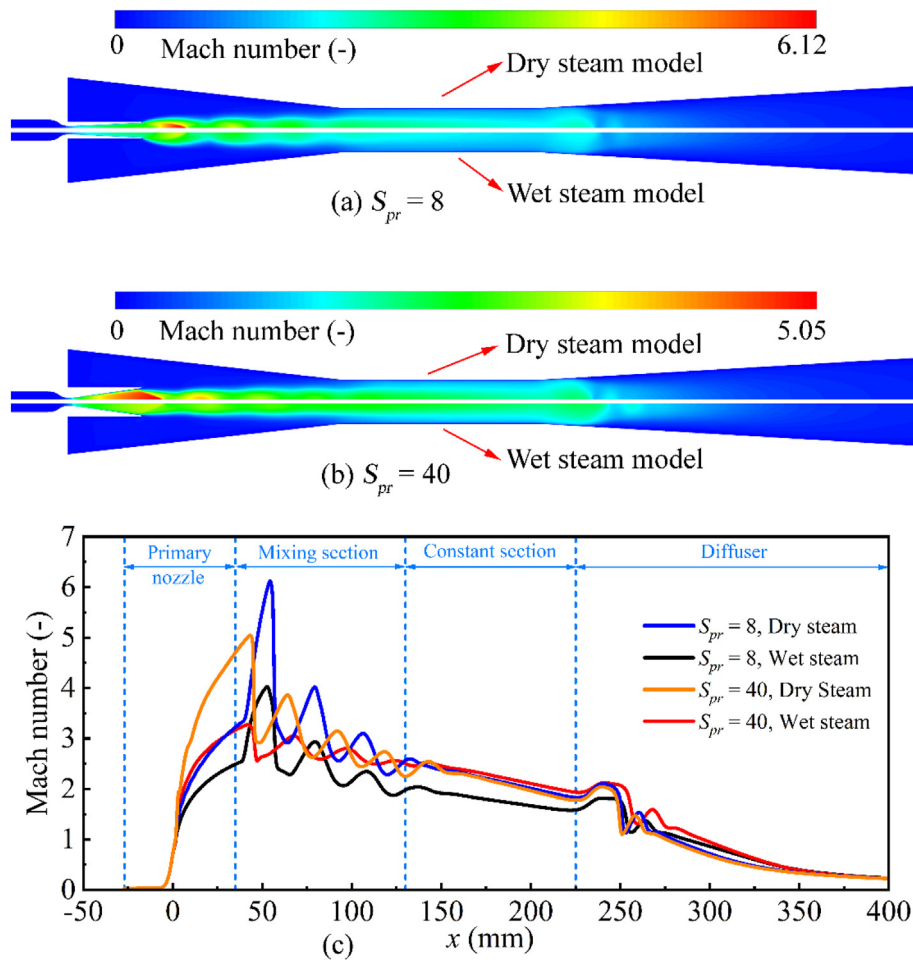 0
Mach number (-)
6.12
Dry steam model
Wet steam model
(a) Spr = 8
0
Mach number (-)
5.05
Dry steam model
Wet steam model
(b) Spr = 40
7
6
5
4
3
2
1
0
Mach number (-)
Primary
nozzle
Mixing section
Constant section
Diffuser
Spr = 8, Dry steam
Spr = 8, Wet steam
Spr = 40, Dry Steam
Spr = 40, Wet steam
-50 0 50 100 150 200 250 300 350 400
(c)
x (mm)